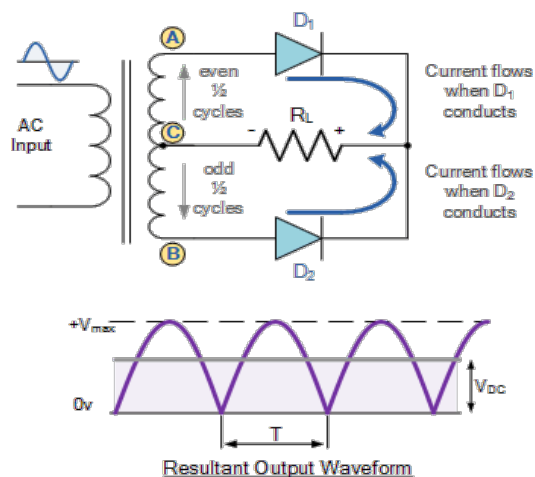 A
D1
even
½
cycles
Current flows
when D1
conducts
AC
Input
C
-
RL
+
odd
½
cycles
Current flows
when D2
conducts
B
D2
+Vmax
0v
VDC
T
Resultant Output Waveform